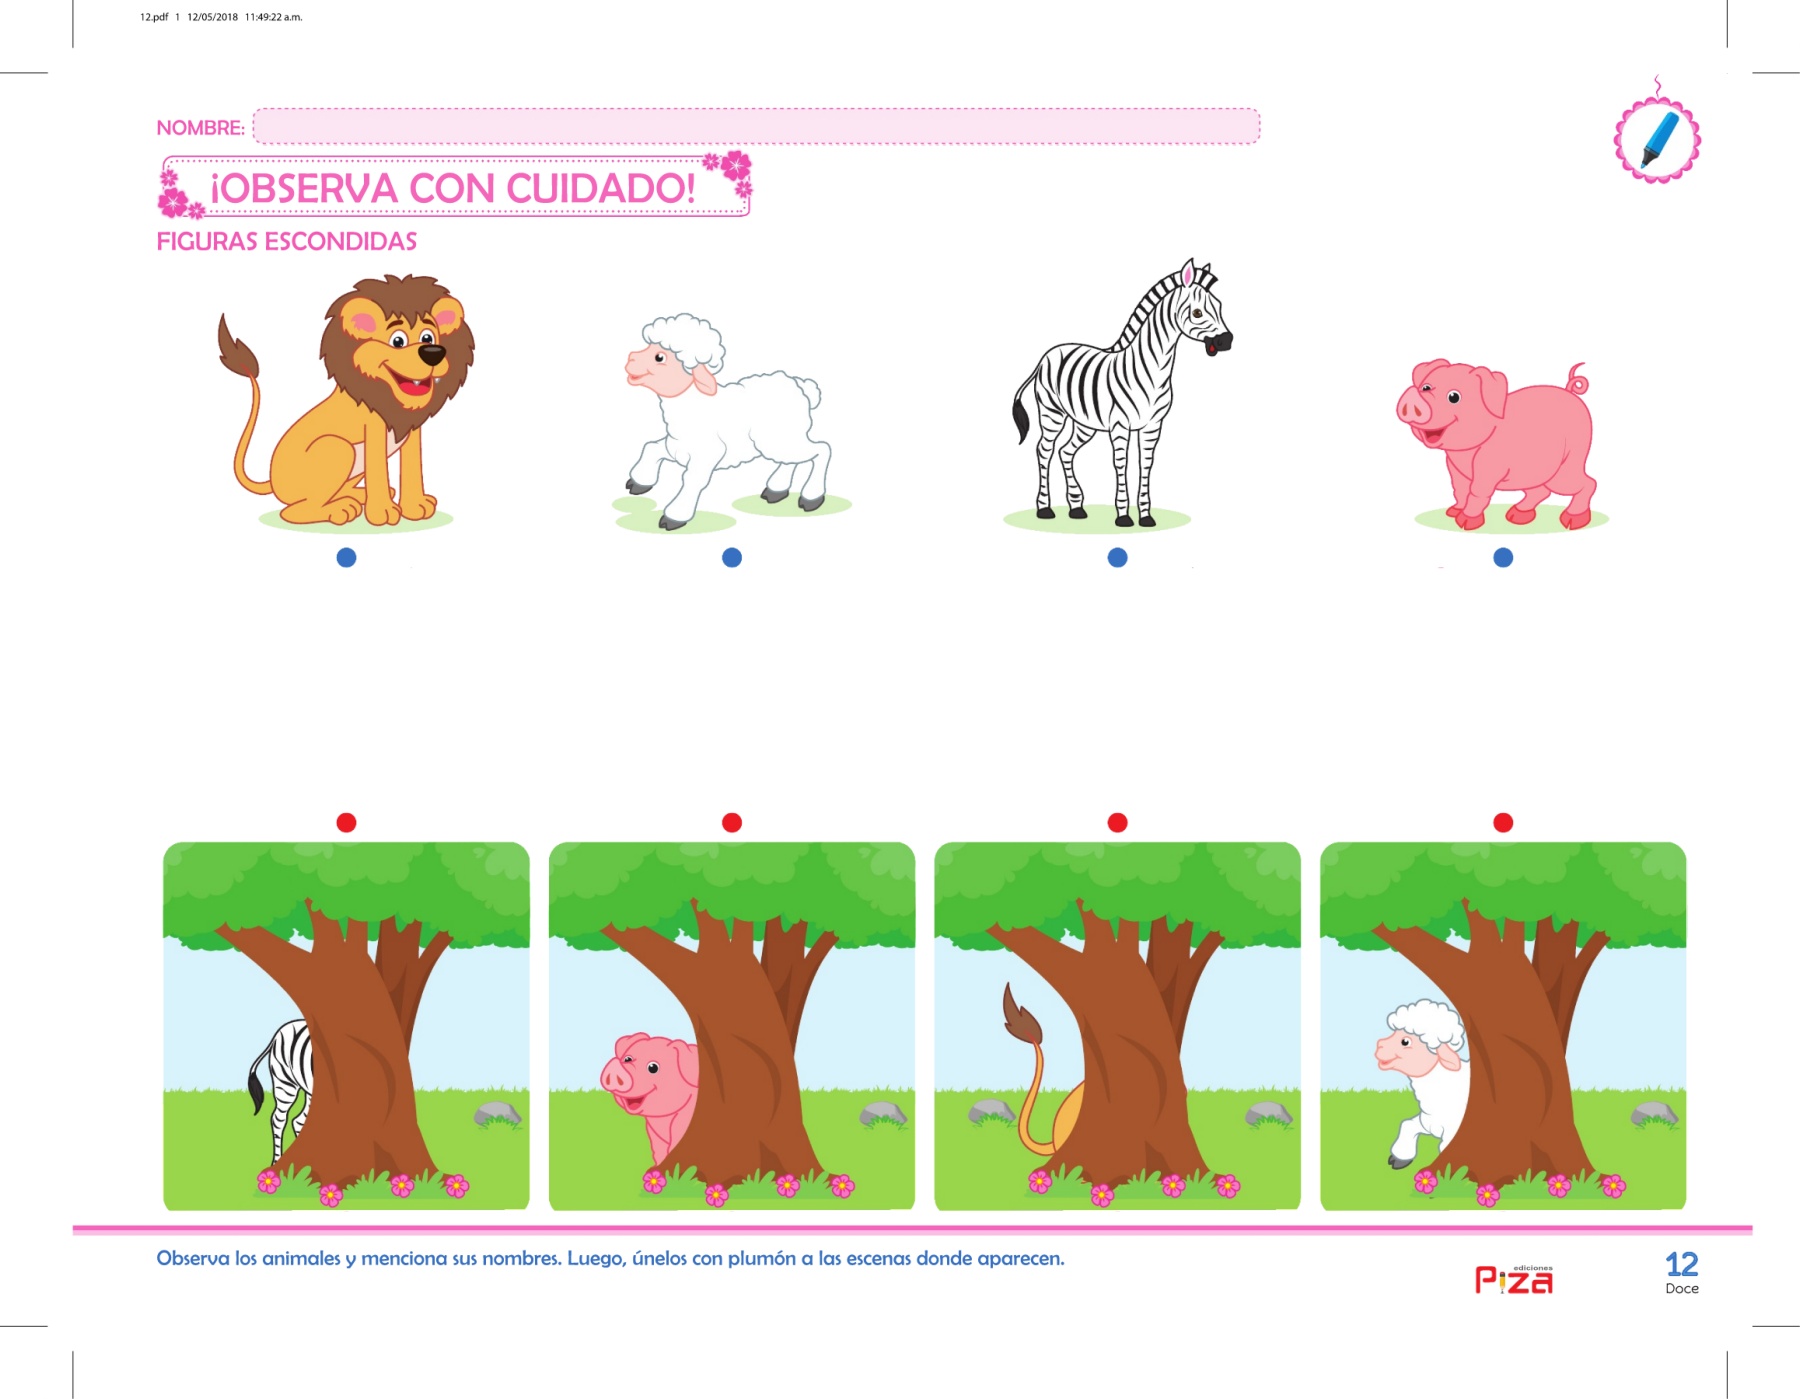 12.pdf 1 12/05/2018 11:49:22 a.m.
NOMBRE:
¡OBSERVA CON CUIDADO!
FIGURAS ESCONDIDAS
Observa los animales y menciona sus nombres. Luego, únelos con plumón a las escenas donde aparecen.
ediciones
Piza
12
Doce